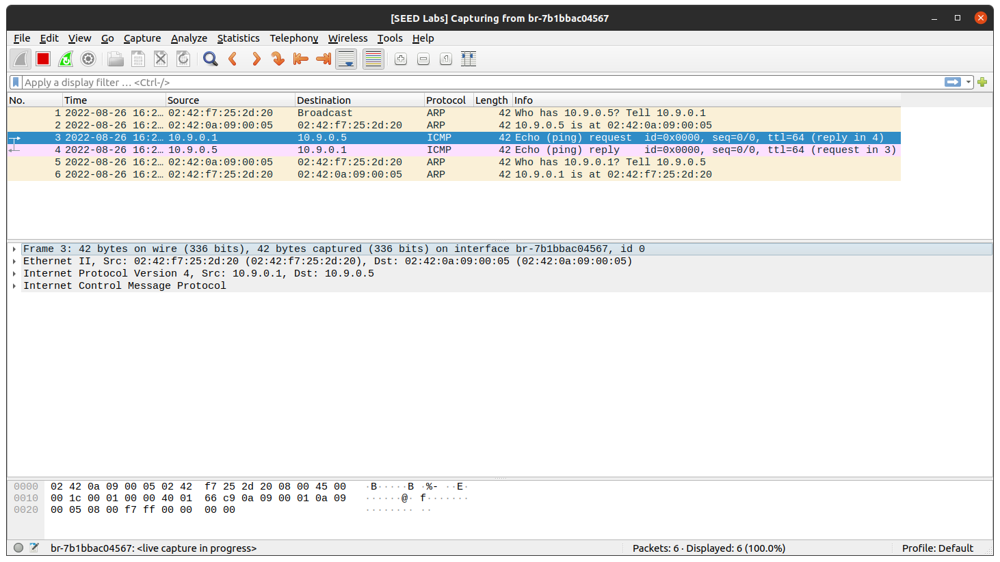 [SEED Labs] Capturing from br-7b1bbac04567
File Edit View Go Capture Analyze Statistics Telephony Wireless Tools Help
Apply a display filter … <Ctrl-/>
No. Time Source Destination Protocol Length Info
1 2022-08-26 16:2… 02:42:f7:25:2d:20 Broadcast ARP 42 Who has 10.9.0.5? Tell 10.9.0.1
2 2022-08-26 16:2… 02:42:0a:09:00:05 02:42:f7:25:2d:20 ARP 42 10.9.0.5 is at 02:42:0a:09:00:05
3 2022-08-26 16:2… 10.9.0.1 10.9.0.5 ICMP 42 Echo (ping) request id=0x0000, seq=0/0, ttl=64 (reply in 4)
4 2022-08-26 16:2… 10.9.0.5 10.9.0.1 ICMP 42 Echo (ping) reply id=0x0000, seq=0/0, ttl=64 (request in 3)
5 2022-08-26 16:2… 02:42:0a:09:00:05 02:42:f7:25:2d:20 ARP 42 Who has 10.9.0.1? Tell 10.9.0.5
6 2022-08-26 16:2… 02:42:f7:25:2d:20 02:42:0a:09:00:05 ARP 42 10.9.0.1 is at 02:42:f7:25:2d:20
Frame 3: 42 bytes on wire (336 bits), 42 bytes captured (336 bits) on interface br-7b1bbac04567, id 0
Ethernet II, Src: 02:42:f7:25:2d:20 (02:42:f7:25:2d:20), Dst: 02:42:0a:09:00:05 (02:42:0a:09:00:05)
Internet Protocol Version 4, Src: 10.9.0.1, Dst: 10.9.0.5
Internet Control Message Protocol
0000 02 42 0a 09 00 05 02 42 f7 25 2d 20 08 00 45 00 ·B·····B ·%- ··E·
0010 00 1c 00 01 00 00 40 01 66 c9 0a 09 00 01 0a 09 ······@· f·······
0020 00 05 08 00 f7 ff 00 00 00 00 ········ ··
br-7b1bbac04567: <live capture in progress> Packets: 6 · Displayed: 6 (100.0%) Profile: Default